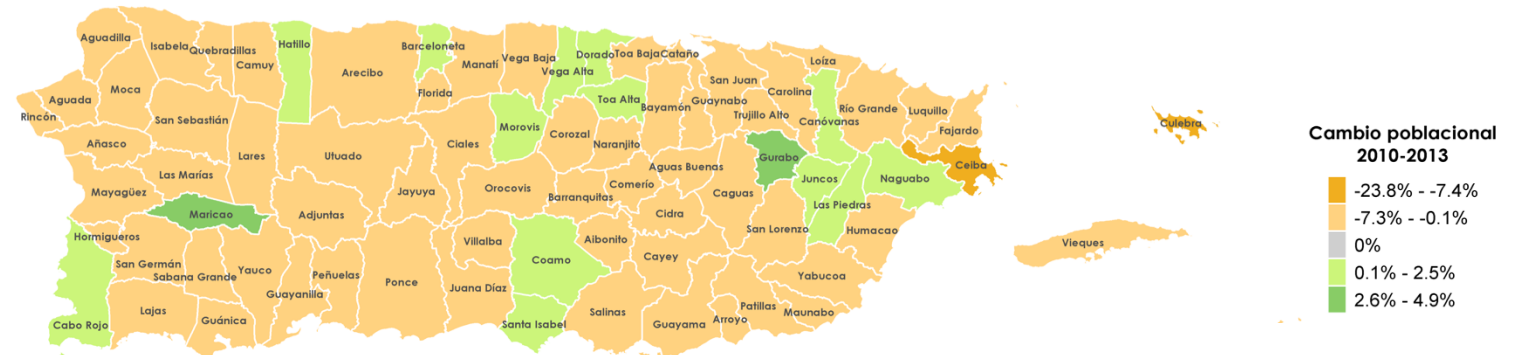 Aguadilla
Isabela
Quebradillas
Camuy
Hatillo
Arecibo
Barceloneta
Manatí
Vega Baja
Vega Alta
Dorado
Toa Baja
Cataño
Loíza
Moca
Aguada
Rincón
San Sebastián
Florida
Toa Alta
Bayamón
Guaynabo
San Juan
Carolina
Trujillo Alto
Canóvanas
Río Grande
Luquillo
Fajardo
Culebra
Añasco
Lares
Utuado
Ciales
Morovis
Corozal
Naranjito
Aguas Buenas
Gurabo
Juncos
Naguabo
Ceiba
Las Marías
Mayagüez
Maricao
Adjuntas
Jayuya
Orocovis
Barranquitas
Comerío
Cidra
Caguas
San Lorenzo
Las Piedras
Humacao
Hormigueros
San Germán
Sabana Grande
Yauco
Guayanilla
Peñuelas
Ponce
Villalba
Juana Díaz
Coamo
Aibonito
Cayey
Yabucoa
Vieques
Cabo Rojo
Lajas
Guánica
Santa Isabel
Salinas
Guayama
Arroyo
Patillas
Maunabo
Cambio poblacional
2010-2013
-23.8% - -7.4%
-7.3% - -0.1%
0%
0.1% - 2.5%
2.6% - 4.9%